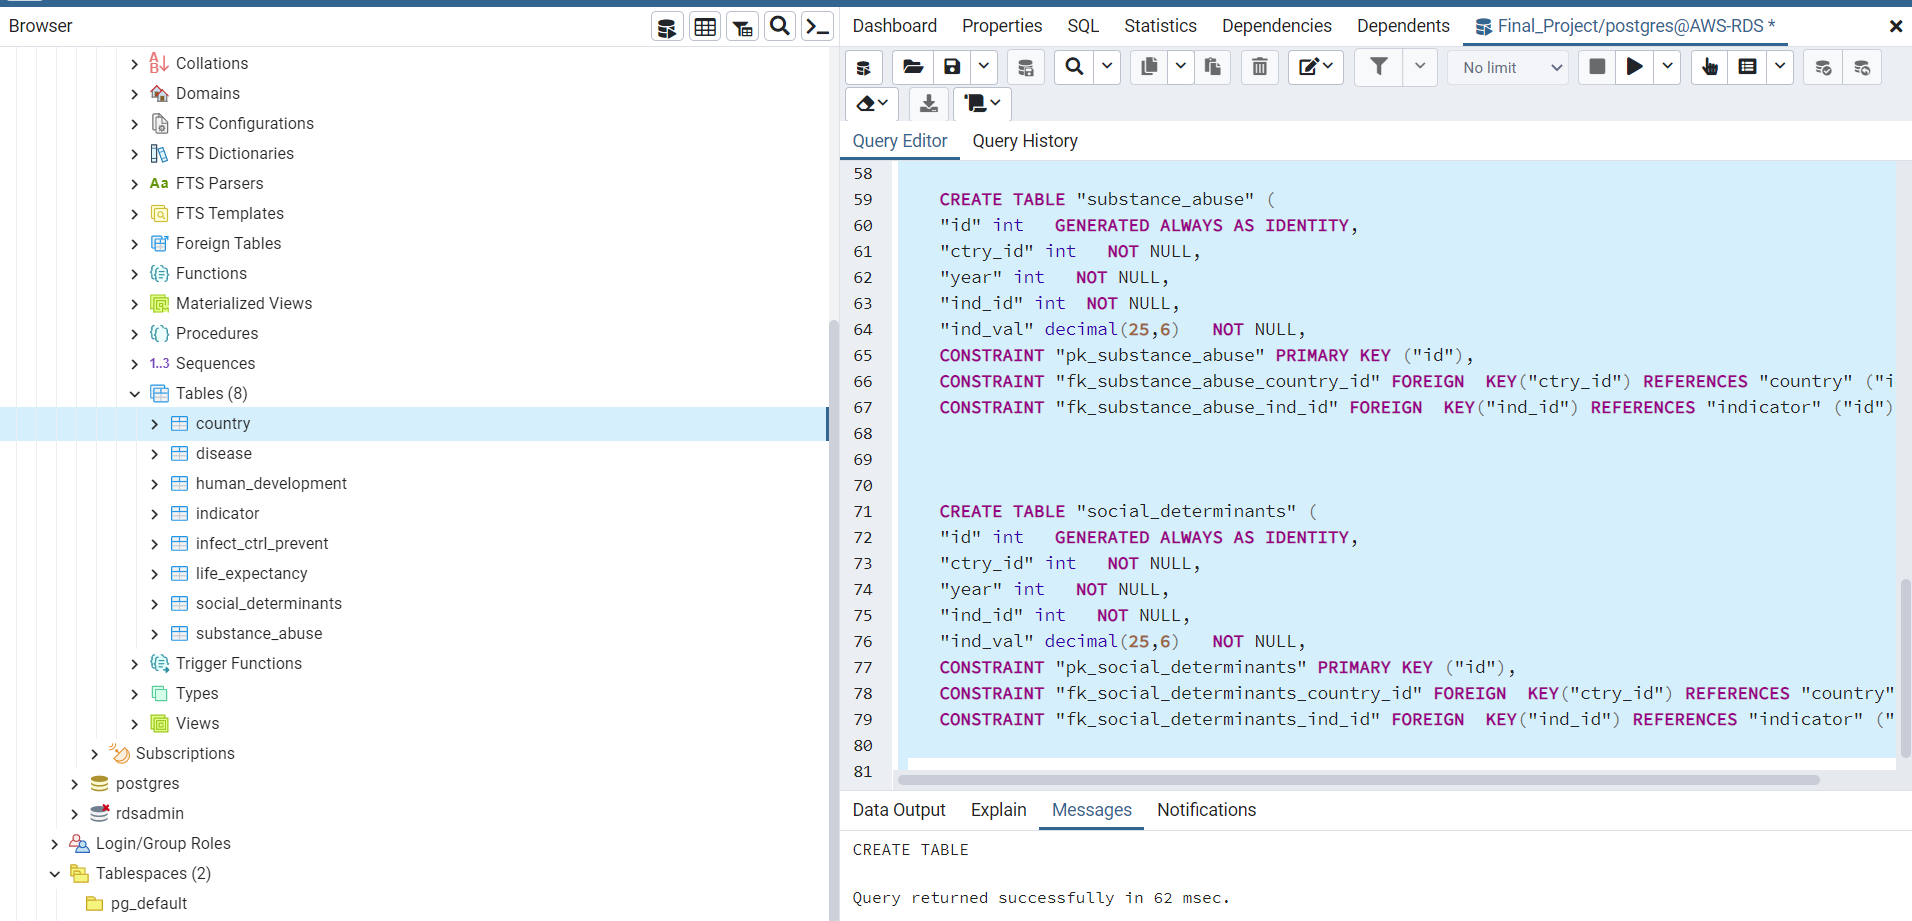 Browser
Collations
Domains
FTS Configurations
FTS Dictionaries
Aa FTS Parsers
FTS Templates
Foreign Tables
Functions
Materialized Views
Procedures
1..3 Sequences
Tables (8)
country
disease
human_development
indicator
infect_ctrl_prevent
life_expectancy
social_determinants
substance_abuse
Trigger Functions
Types
Views
Subscriptions
postgres
rdsadmin
Login/Group Roles
Tablespaces (2)
pg_default
Dashboard Properties SQL Statistics Dependencies Dependents Final_Project/postgres@AWS-RDS *
No limit
Query Editor Query History
58
59 CREATE TABLE "substance_abuse" (
60 "id" int   GENERATED ALWAYS AS IDENTITY,
61 "ctry_id" int   NOT NULL,
62 "year" int   NOT NULL,
63 "ind_id" int  NOT NULL,
64 "ind_val" decimal(25,6)   NOT NULL,
65 CONSTRAINT "pk_substance_abuse" PRIMARY KEY ("id"),
66 CONSTRAINT "fk_substance_abuse_country_id" FOREIGN  KEY("ctry_id") REFERENCES "country" ("i
67 CONSTRAINT "fk_substance_abuse_ind_id" FOREIGN  KEY("ind_id") REFERENCES "indicator" ("id")
68
69
70
71 CREATE TABLE "social_determinants" (
72 "id" int   GENERATED ALWAYS AS IDENTITY,
73 "ctry_id" int   NOT NULL,
74 "year" int   NOT NULL,
75 "ind_id" int   NOT NULL,
76 "ind_val" decimal(25,6)   NOT NULL,
77 CONSTRAINT "pk_social_determinants" PRIMARY KEY ("id"),
78 CONSTRAINT "fk_social_determinants_country_id" FOREIGN  KEY("ctry_id") REFERENCES "country"
79 CONSTRAINT "fk_social_determinants_ind_id" FOREIGN  KEY("ind_id") REFERENCES "indicator" ("
80
81
Data Output Explain Messages Notifications
CREATE TABLE
Query returned successfully in 62 msec.